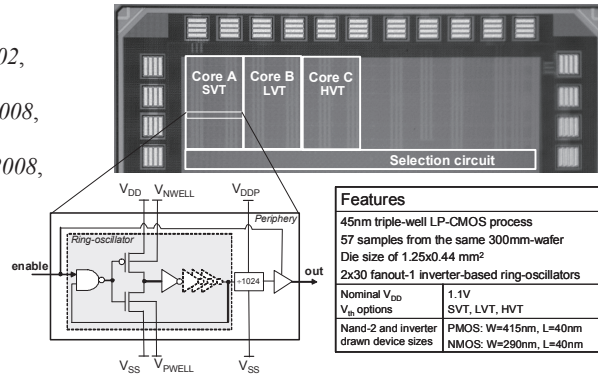 02,
008,
2008,
Core A
SVT
Core B
LVT
Core C
HVT
Selection circuit
VDD VNWELL VDDP
Periphery
Ring-oscillator
enable
÷1024
out
VSS VPWELL VSS
Features
45nm triple-well LP-CMOS process
57 samples from the same 300mm-wafer
Die size of 1.25x0.44 mm²
2x30 fanout-1 inverter-based ring-oscillators
Nominal VDD 1.1V
Vth options SVT, LVT, HVT
Nand-2 and inverter PMOS: W=415nm, L=40nm
drawn device sizes NMOS: W=290nm, L=40nm